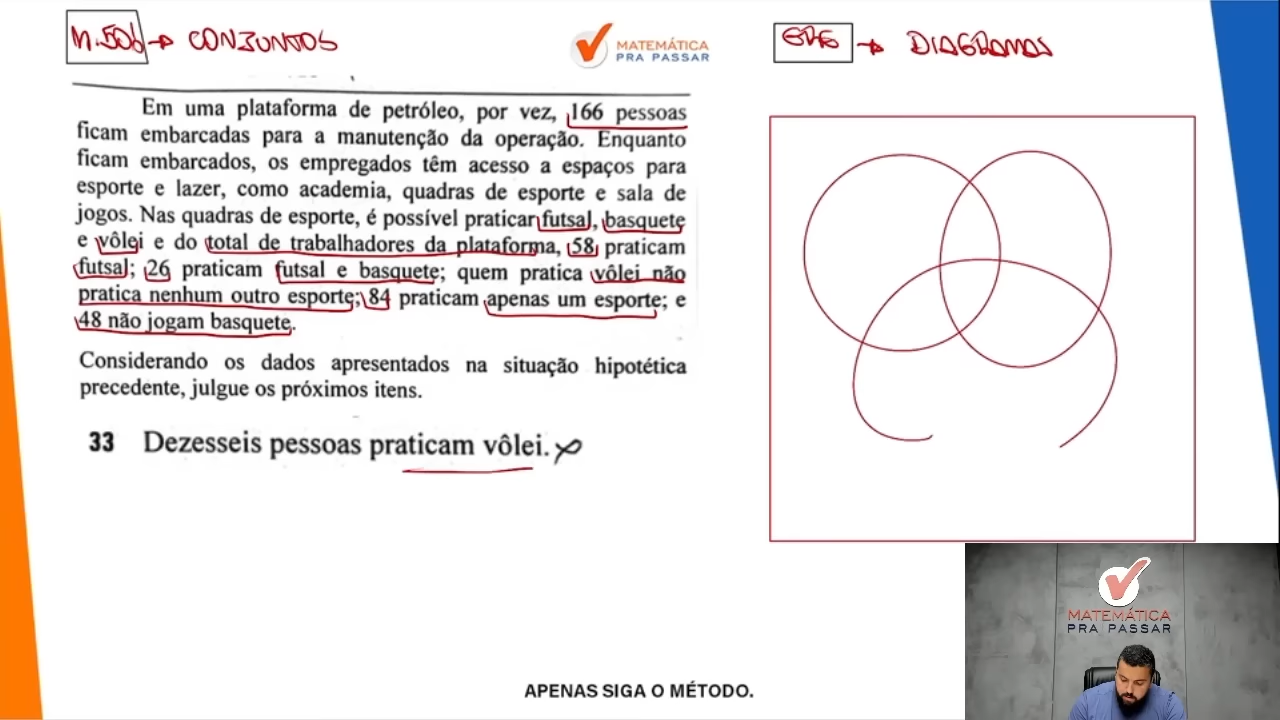 M.50b → CONJUNTOS
MATEMÁTICA
PRA PASSAR
→ DIAGRAMAS
Em uma plataforma de petróleo, por vez, 166 pessoas
ficam embarcadas para a manutenção da operação. Enquanto
ficam embarcados, os empregados têm acesso a espaços para
esporte e lazer, como academia, quadras de esporte e sala de
jogos. Nas quadras de esporte, é possível praticar futsal, basquete
e vôlei e do total de trabalhadores da plataforma, 58 praticam
futsal; 26 praticam futsal e basquete; quem pratica vôlei não
pratica nenhum outro esporte; 84 praticam apenas um esporte; e
48 não jogam basquete.
Considerando os dados apresentados na situação hipotética
precedente, julgue os próximos itens.
33 Dezesseis pessoas praticam vôlei.
MATEMÁTICA
PRA PASSAR
APENAS SIGA O MÉTODO.